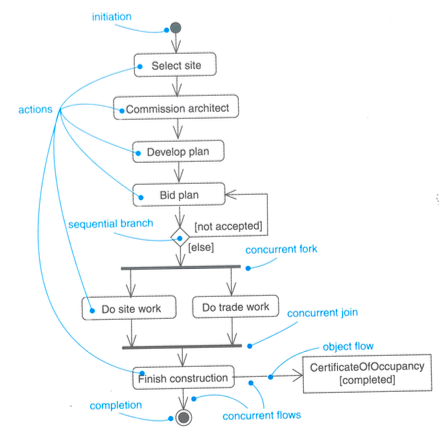 initiation
Select site
actions
Commission architect
Develop plan
Bid plan
sequential branch
[not accepted]
[else]
concurrent fork
Do site work
Do trade work
concurrent join
object flow
Finish construction
CertificateOfOccupancy
[completed]
completion
concurrent flows